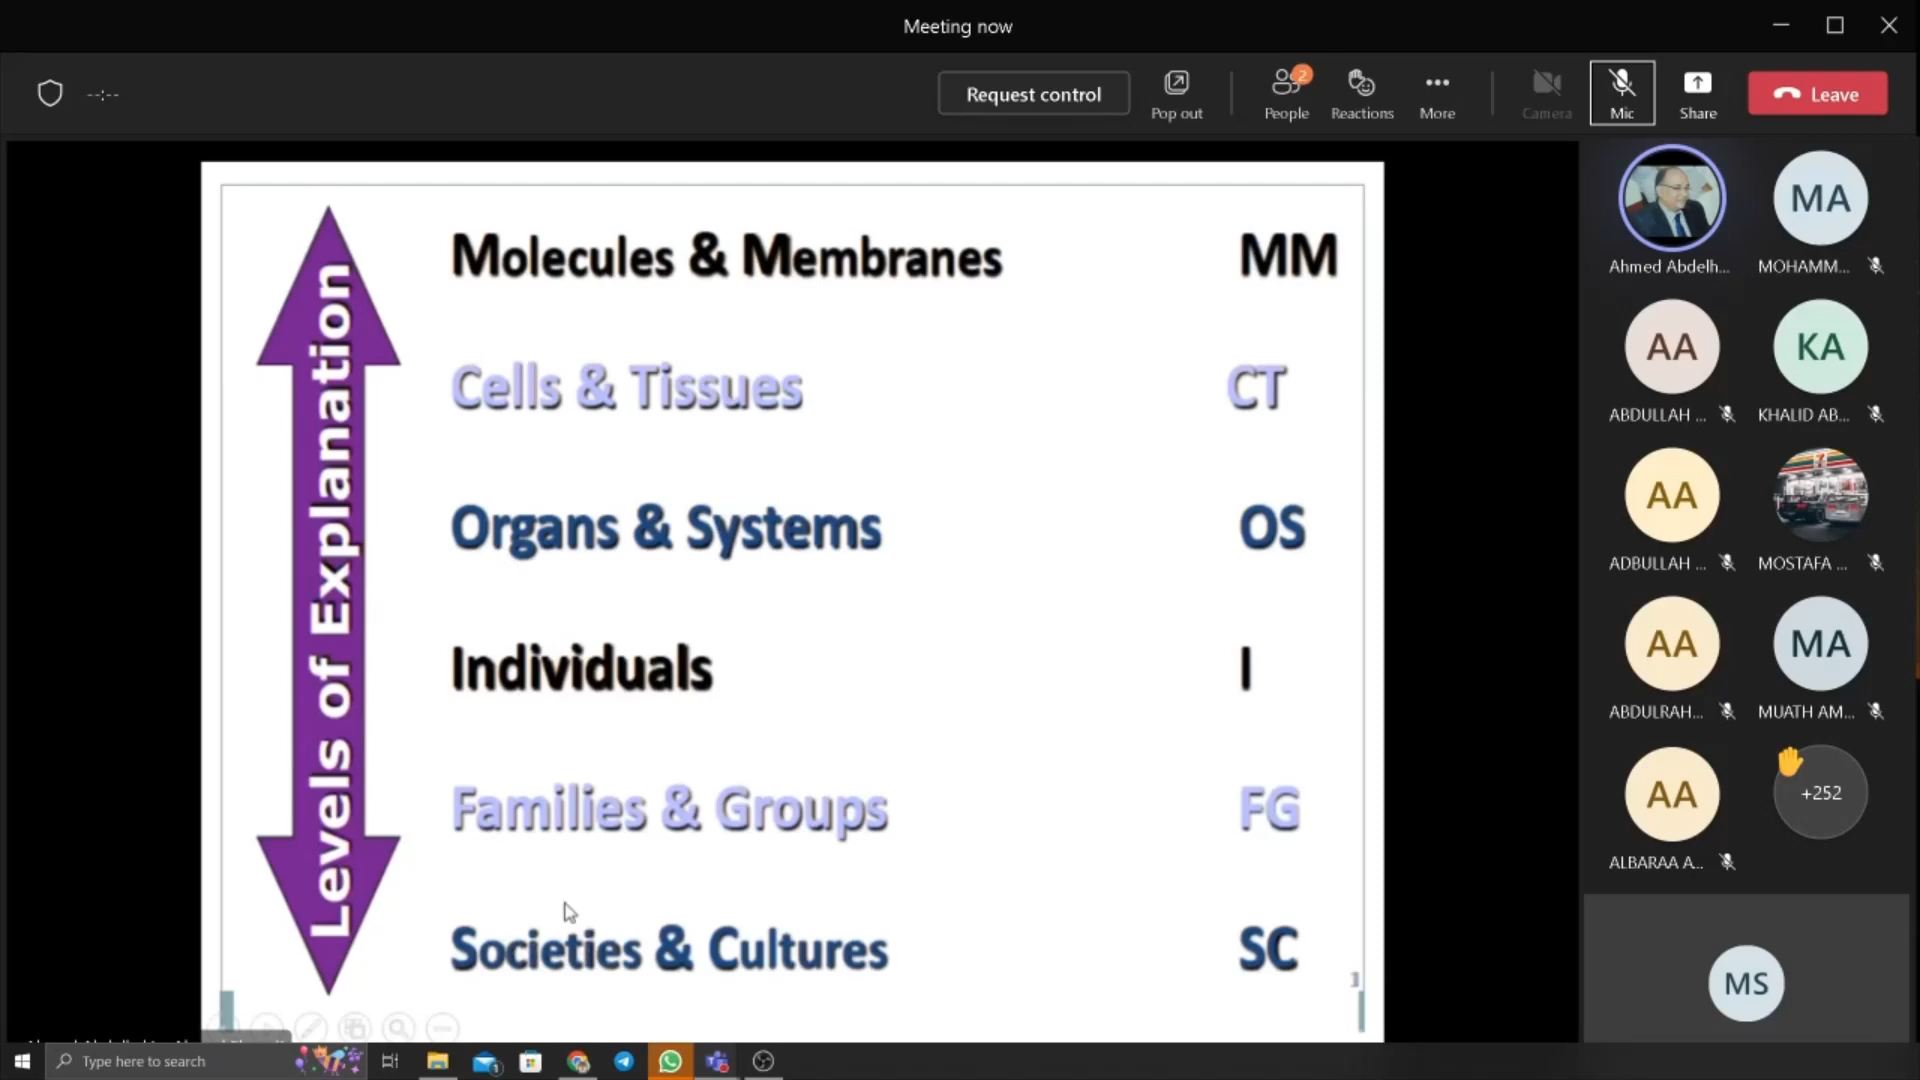 Meeting now
--:--
Request control
Pop out
2
People
Reactions
More
Camera
Mic
Share
Leave
Levels of Explanation
Molecules & Membranes MM
Cells & Tissues CT
Organs & Systems OS
Individuals I
Families & Groups FG
Societies & Cultures SC
Ahmed Abdelh...
MA
MOHAMM...
AA
ABDULLAH ...
KA
KHALID AB...
AA
ADBULLAH ...
7
MOSTAFA ...
AA
ABDULRAH...
MA
MUATH AM...
AA
ALBARAA A...
+252
MS
Type here to search
1